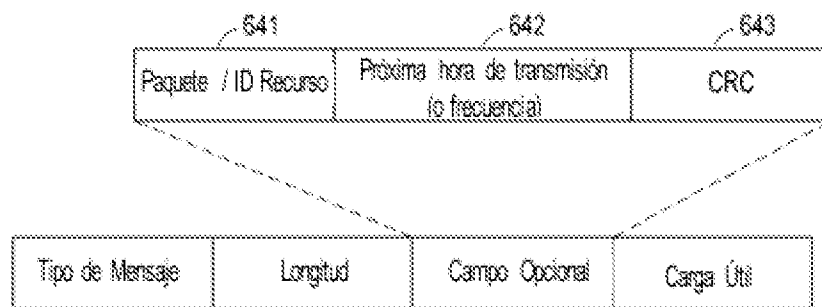 641 642 643
Paquete / ID Recurso Próxima hora de transmisión (o frecuencia) CRC
Tipo de Mensaje Longitud Campo Opcional Carga Útil